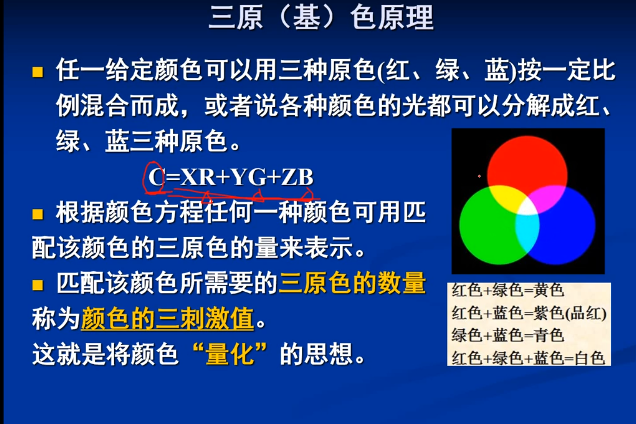 三原（基）色原理
任一给定颜色可以用三种原色(红、绿、蓝)按一定比
例混合而成，或者说各种颜色的光都可以分解成红、
绿、蓝三种原色。
C=XR+YG+ZB
根据颜色方程任何一种颜色可用匹
配该颜色的三原色的量来表示。
匹配该颜色所需要的三原色的数量
称为颜色的三刺激值。
这就是将颜色“量化”的思想。
红色+绿色=黄色
红色+蓝色=紫色(品红)
绿色+蓝色=青色
红色+绿色+蓝色=白色